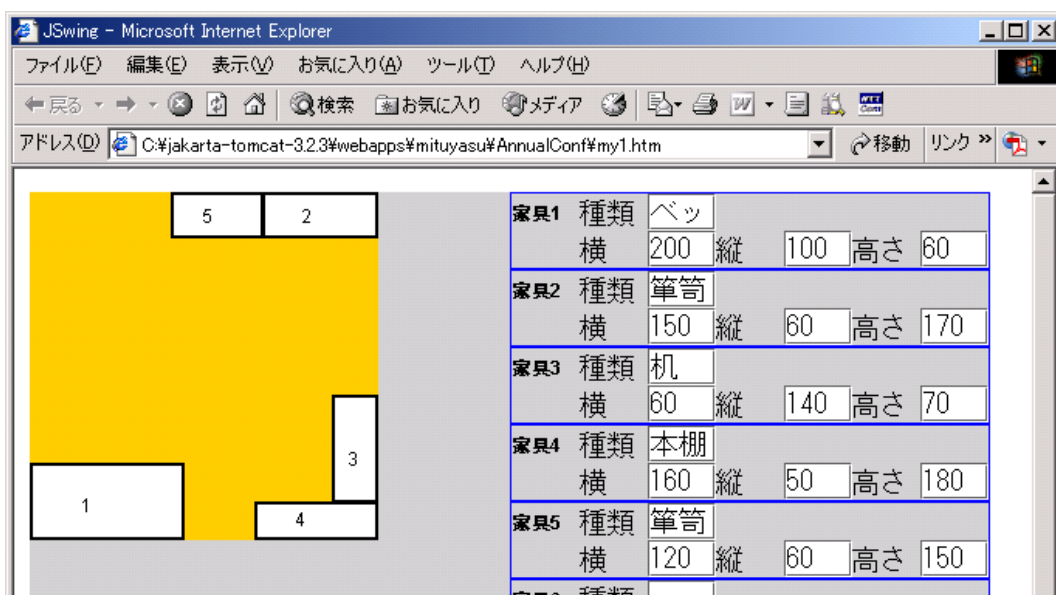 JSwing - Microsoft Internet Explorer
ファイル(F) 編集(E) 表示(V) お気に入り(A) ツール(T) ヘルプ(H)
戻る 検索 お気に入り メディア
アドレス(D) C:¥jakarta-tomcat-3.2.3¥webapps¥mituyasu¥AnnualConf¥my1.htm 移動 リンク »
5 2
3
1
4
家具1 種類 ベッ
横 200 縦 100 高さ 60
家具2 種類 箪笥
横 150 縦 60 高さ 170
家具3 種類 机
横 60 縦 140 高さ 70
家具4 種類 本棚
横 160 縦 50 高さ 180
家具5 種類 箪笥
横 120 縦 60 高さ 150